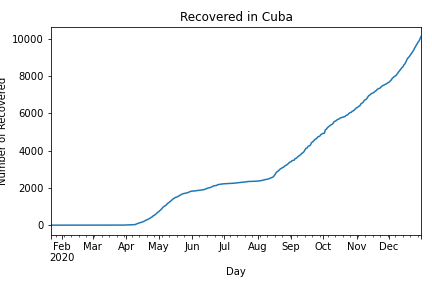 Recovered in Cuba
Number of Recovered
10000
8000
6000
4000
2000
0
Feb Mar Apr May Jun Jul Aug Sep Oct Nov Dec
2020
Day